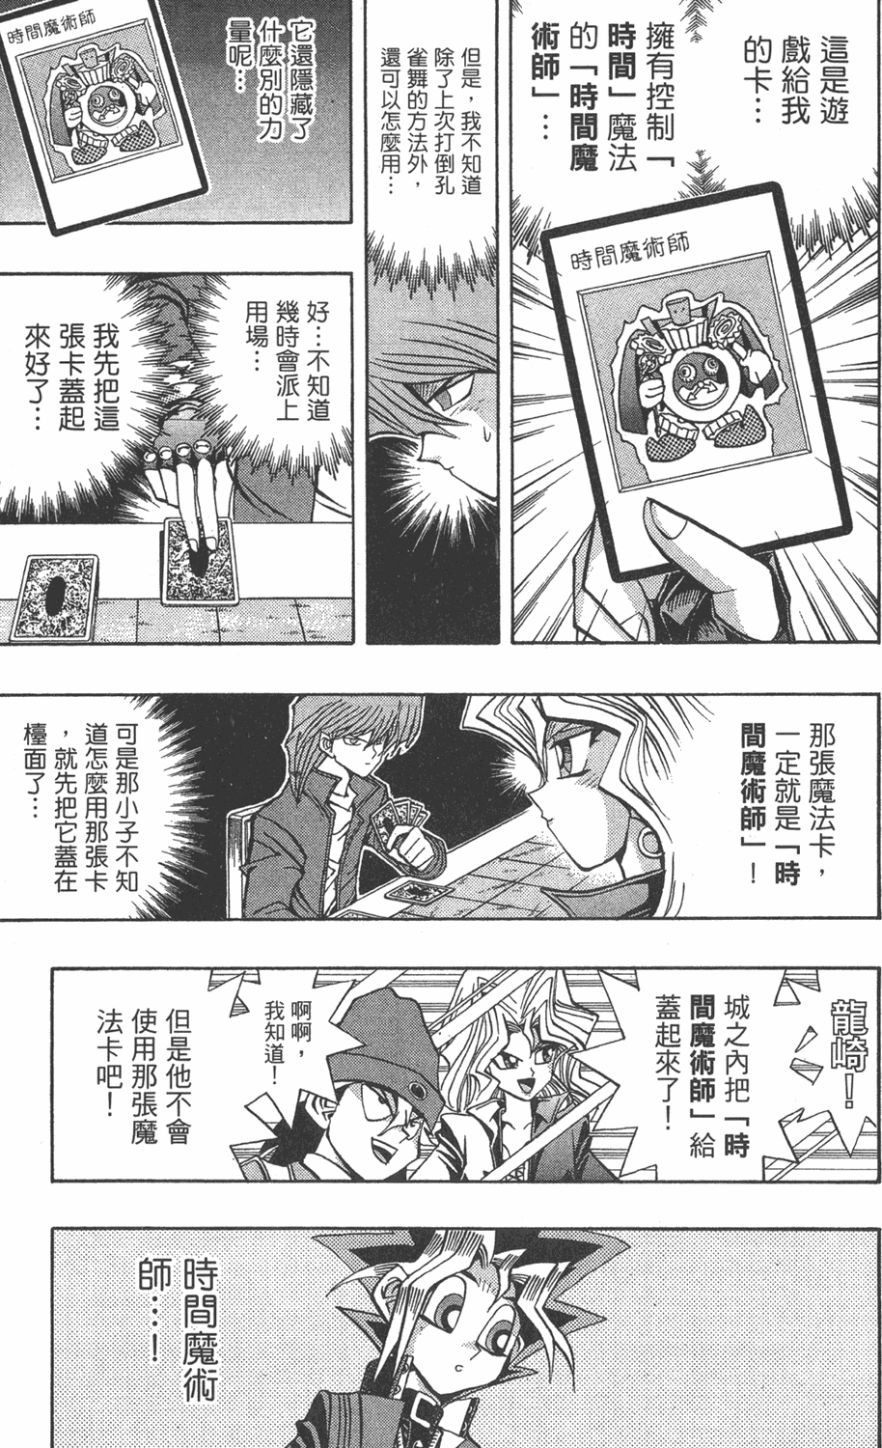 這是遊
戲給我
的卡…
擁有控制「
時間」魔法
的「時間魔
術師」…
時間魔術師
但是，我不知道
除了上次打倒孔
雀舞的方法外，
還可以怎麼用…
時間魔術師
它還隱藏了
什麼別的力
量呢…
好…不知道
幾時會派上
用場…
我先把這
張卡蓋起
來好了…
那張魔法卡，
一定就是「時
間魔術師」！
可是那小子不知
道怎麼用那張卡
，就先把它蓋在
檯面了…
龍崎！
城之內把「時
間魔術師」給
蓋起來了！
啊啊，
我知道！
但是他不會
使用那張魔
法卡吧！
時間魔術
師…！